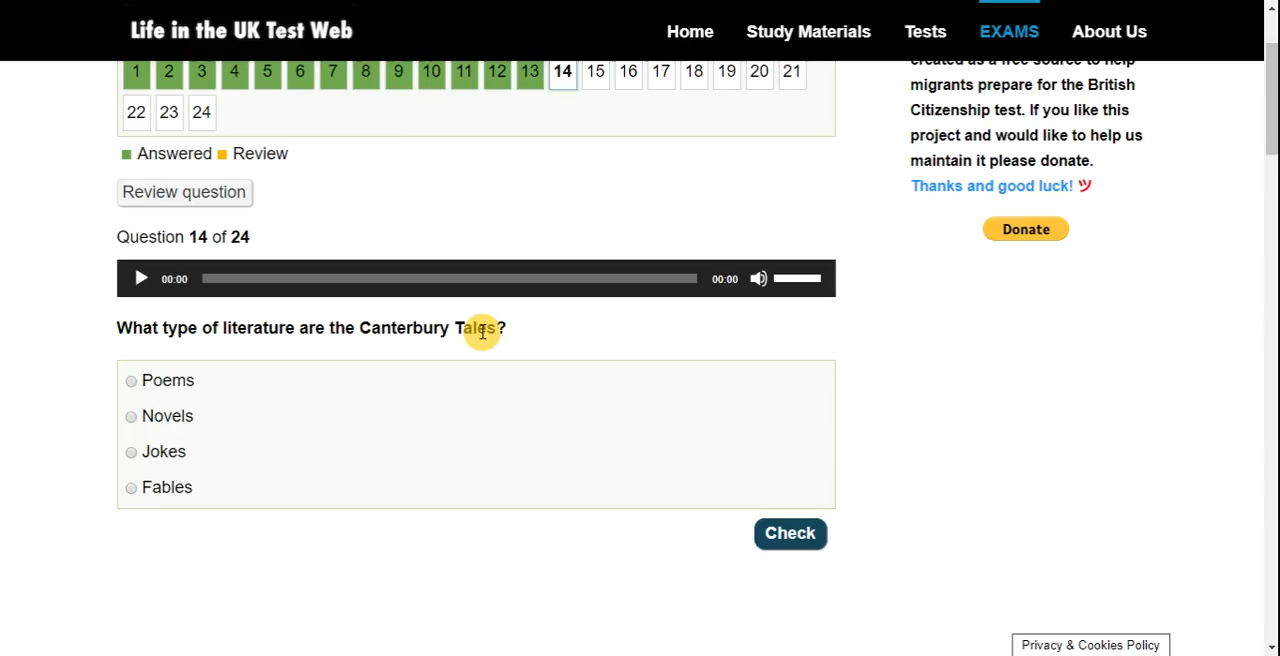 Life in the UK Test Web
Home Study Materials Tests EXAMS About Us
1 2 3 4 5 6 7 8 9 10 11 12 13 14 15 16 17 18 19 20 21
22 23 24
Answered Review
Review question
Question 14 of 24
00:00 00:00
What type of literature are the Canterbury Tales?
Poems
Novels
Jokes
Fables
Check
created as a free source to help
migrants prepare for the British
Citizenship test. If you like this
project and would like to help us
maintain it please donate.
Thanks and good luck! ツ
Donate
Privacy & Cookies Policy